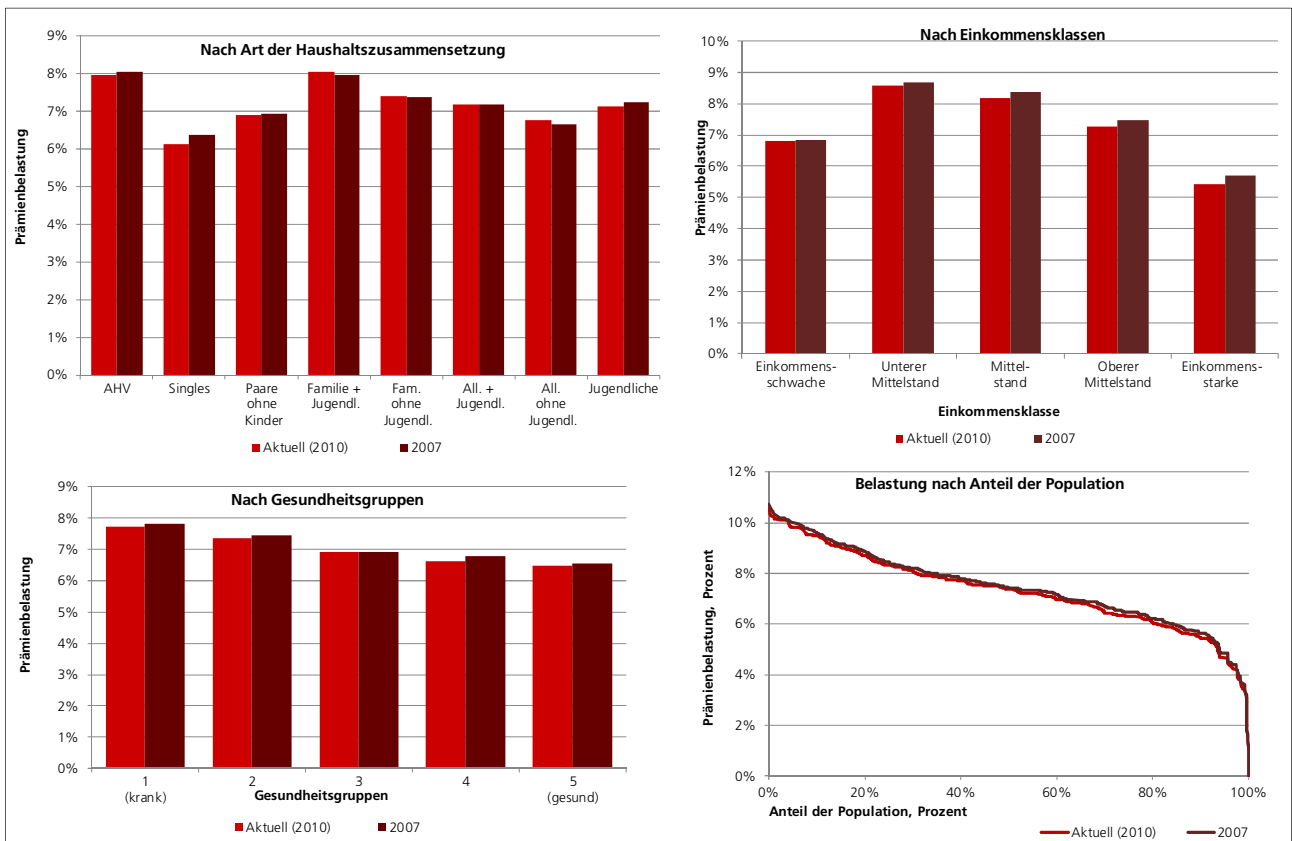 Nach Art der Haushaltszusammensetzung
9%
8%
7%
6%
5%
4%
3%
2%
1%
0%
Prämienbelastung
AHV
Singles
Paare
ohne
Kinder
Familie +
Jugendl.
Fam.
ohne
Jugendl.
All. +
Jugendl.
All.
ohne
Jugendl.
Jugendliche
Aktuell (2010)
2007
Nach Einkommensklassen
10%
9%
8%
7%
6%
5%
4%
3%
2%
1%
0%
Prämienbelastung
Einkommens-
schwache
Unterer
Mittelstand
Mittel-
stand
Oberer
Mittelstand
Einkommens-
starke
Einkommensklasse
Aktuell (2010)
2007
Nach Gesundheitsgruppen
9%
8%
7%
6%
5%
4%
3%
2%
1%
0%
Prämienbelastung
1
(krank)
2
3
4
5
(gesund)
Gesundheitsgruppen
Aktuell (2010)
2007
Belastung nach Anteil der Population
12%
10%
8%
6%
4%
2%
0%
Prämienbelastung, Prozent
0%
20%
40%
60%
80%
100%
Anteil der Population, Prozent
Aktuell (2010)
2007